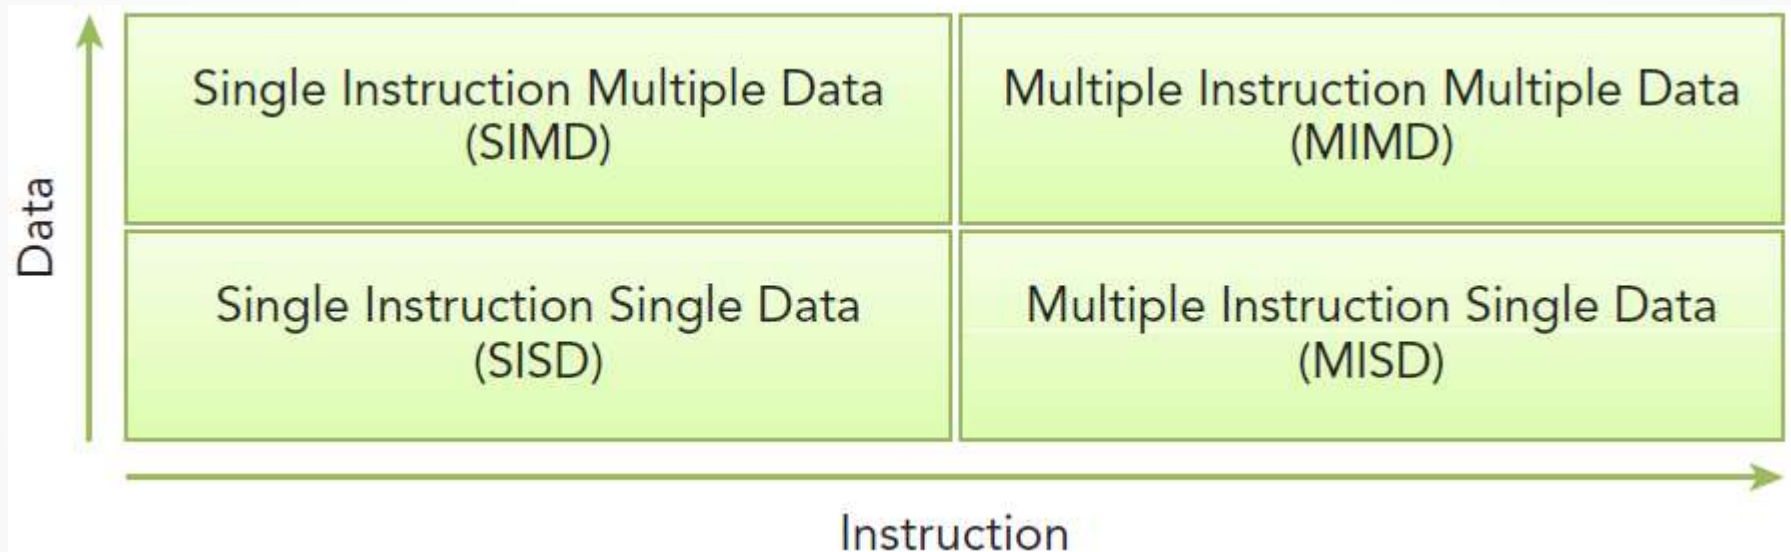 Single Instruction Multiple Data
(SIMD)
Multiple Instruction Multiple Data
(MIMD)
Data
Single Instruction Single Data
(SISD)
Multiple Instruction Single Data
(MISD)
Instruction